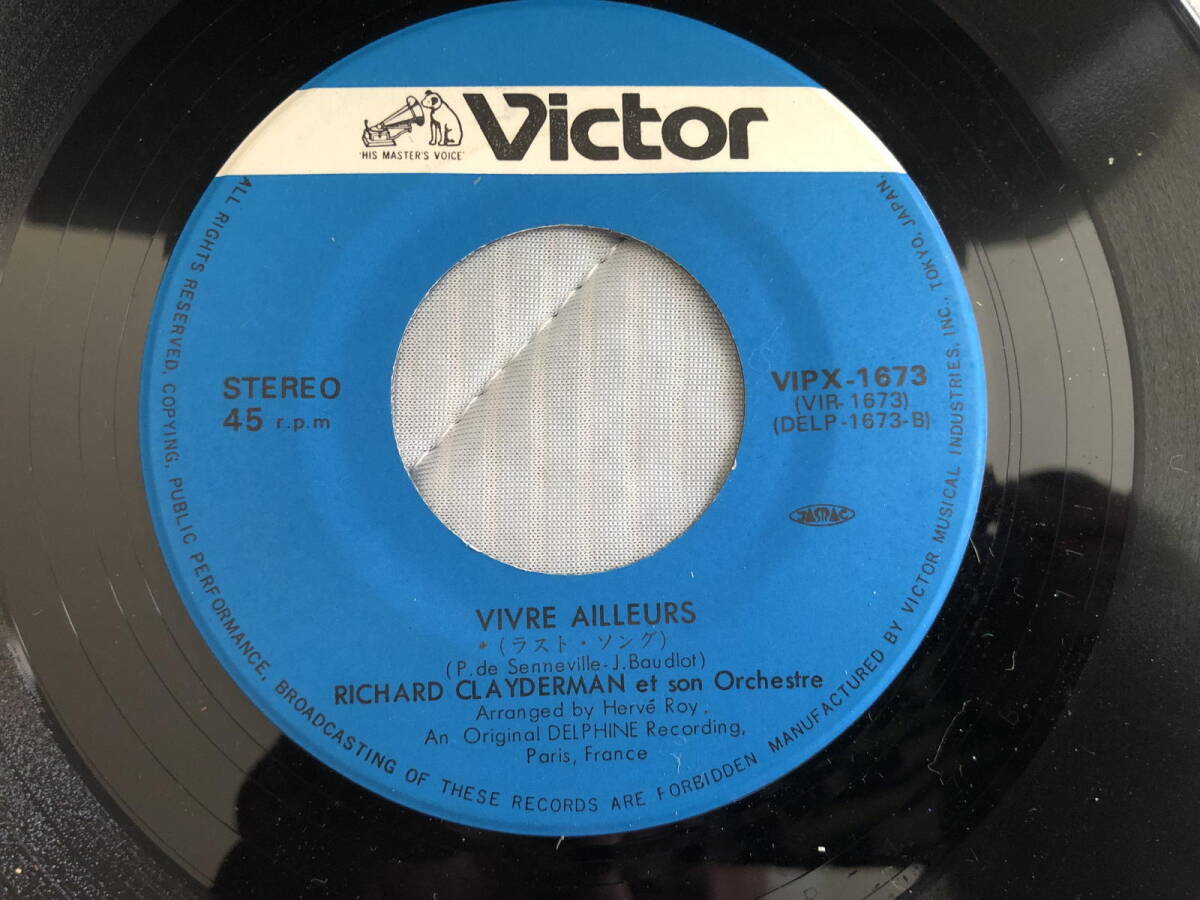 Victor
'HIS MASTER'S VOICE'
STEREO
45 r.p.m
VIPX-1673
(VIR-1673)
(DELP-1673-B)
JASRAC
VIVRE AILLEURS
(ラスト・ソング)
(P. de Senneville-J. Baudlot)
RICHARD CLAYDERMAN et son Orchestre
Arranged by Hervé Roy.
An Original DELPHINE Recording,
Paris, France
ALL RIGHTS RESERVED, COPYING, PUBLIC PERFORMANCE, BROADCASTING OF THESE RECORDS ARE FORBIDDEN MANUFACTURED BY VICTOR MUSICAL INDUSTRIES, INC., TOKYO, JAPAN